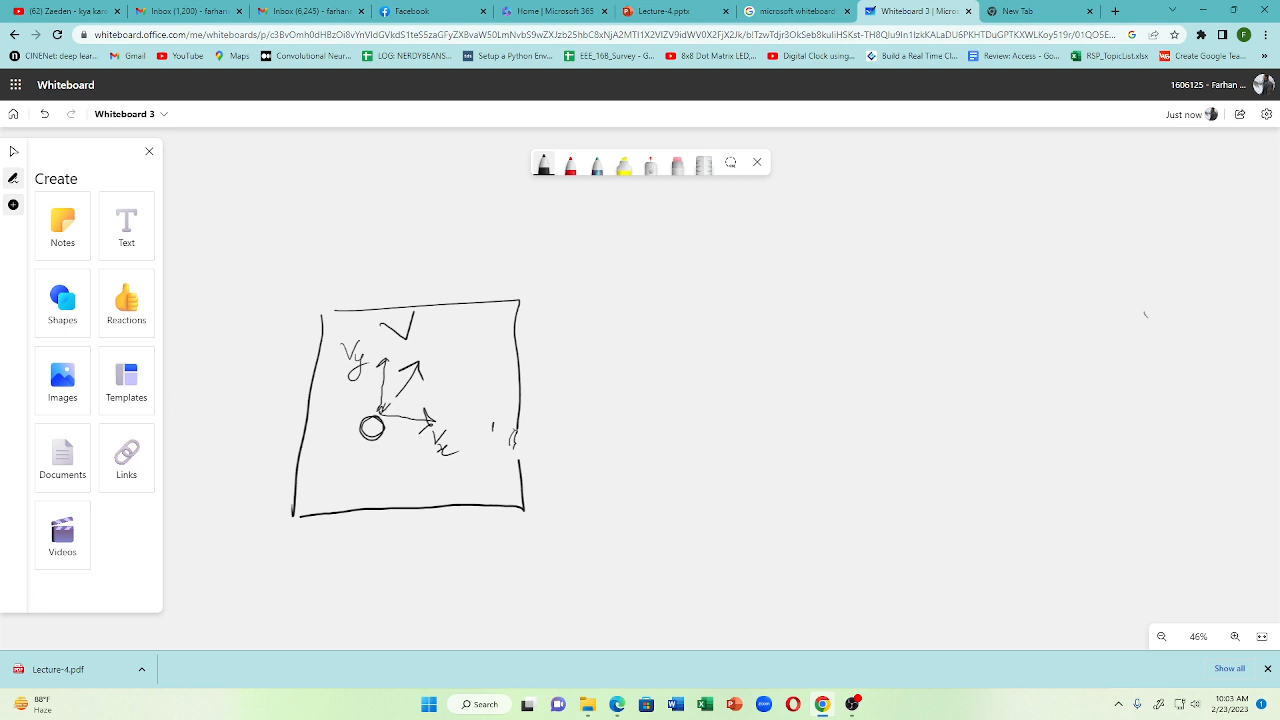 (62) Zaeden - kya karo
Inbox (1,200) - farhan
Inbox (6,245) - farhan
Facebook
Home | Microsoft 365
Lecture-4.pptx
microsoft whiteboard
Whiteboard 3 | Micros
New Tab
CINENet: deep lear...
Gmail
YouTube
Maps
Convolutional Neur...
LOG: NERDYBEANS...
Setup a Python Env...
EEE_16B_Survey - G...
8x8 Dot Matrix LED,...
Digital Clock using...
Build a Real Time Cl...
Review: Access - Go...
RSP_TopicList.xlsx
Create Google Tea...
Whiteboard
1606125 - Farhan ...
Whiteboard 3
Just now
Create
Notes
Text
Shapes
Reactions
Images
Templates
Documents
Links
Videos
V
Vy
Vx
46%
Lecture-4.pdf
Show all
88°F
Haze
Search
10:03 AM
2/23/2023